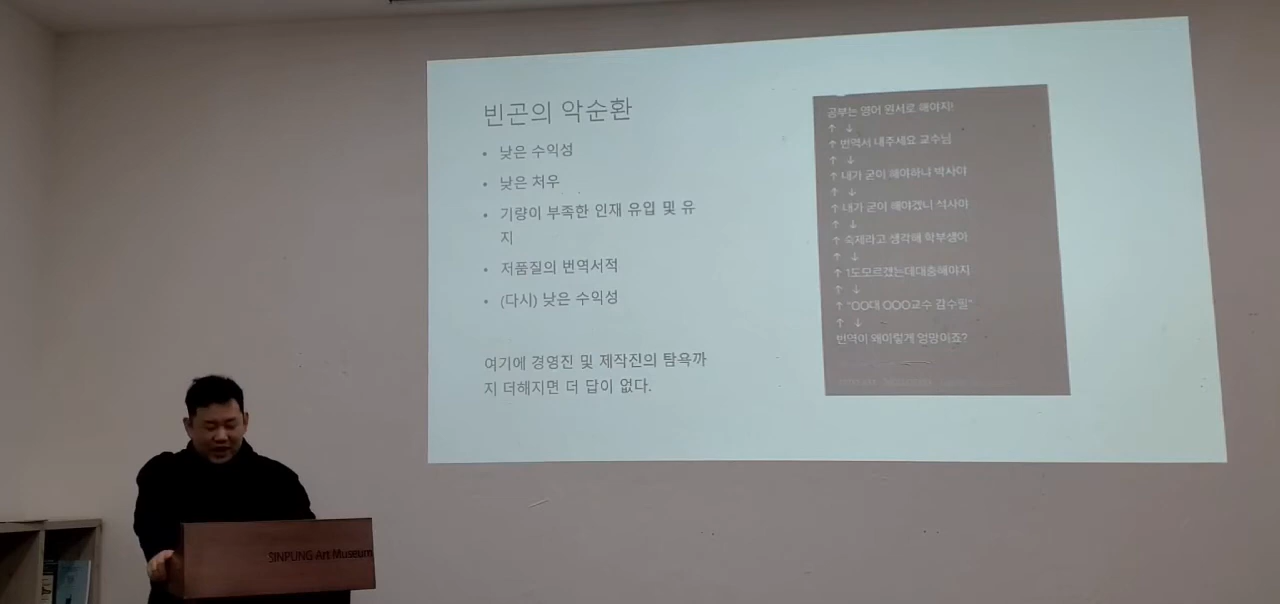 빈곤의 악순환
• 낮은 수익성
• 낮은 처우
• 기량이 부족한 인재 유입 및 유
지
• 저품질의 번역서적
• (다시) 낮은 수익성
여기에 경영진 및 제작진의 탐욕까
지 더해지면 더 답이 없다.
공부는 영어 원서로 해야지!
↑ ↓
↑ 번역서 내주세요 교수님
↑ ↓
↑ 내가 굳이 해야하냐 박사야
↑ ↓
↑ 내가 굳이 해야겠니 석사야
↑ ↓
↑ 숙제라고 생각해 학부생아
↑ ↓
↑ 1도모르겠는데대충해야지
↑ ↓
↑ "OO대 OOO교수 감수필"
↑ ↓
번역이 왜이렇게 엉망이죠?
SINPUNG Art Museum